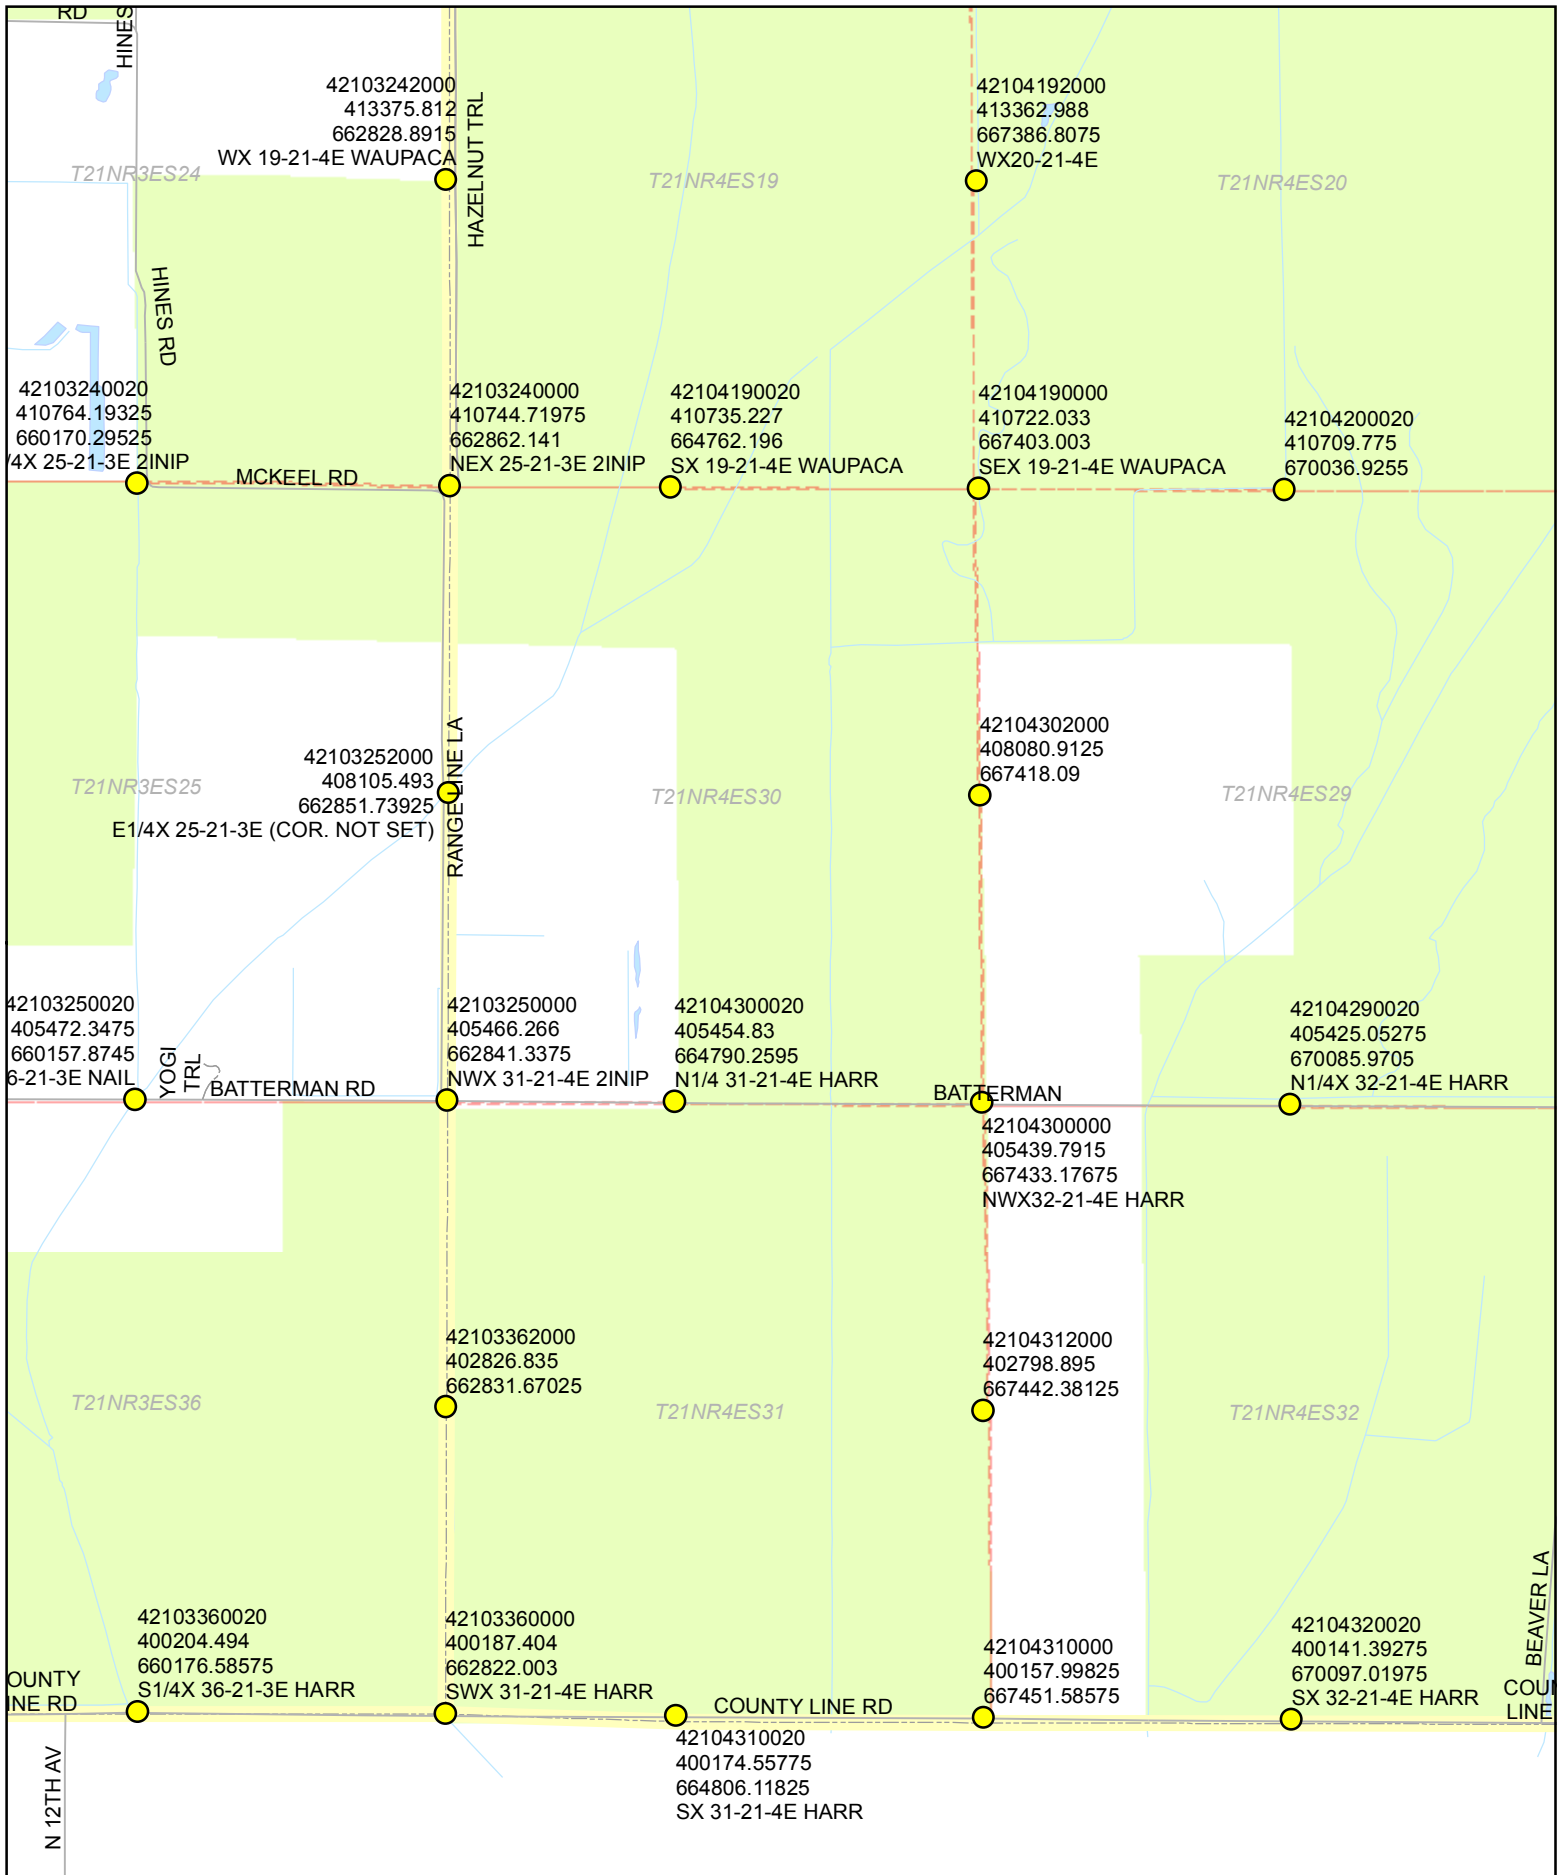 RD
HINES
42103242000
413375.812
662828.8915
WX 19-21-4E WAUPACA
HAZELNUT TRL
42104192000
413362.988
667386.8075
WX20-21-4E
T21NR3ES24
T21NR4ES19
T21NR4ES20
HINES RD
42103240020
410764.19325
660170.29525
/4X 25-21-3E 2INIP
42103240000
410744.71975
662862.141
NEX 25-21-3E 2INIP
42104190020
410735.227
664762.196
SX 19-21-4E WAUPACA
42104190000
410722.033
667403.003
SEX 19-21-4E WAUPACA
42104200020
410709.775
670036.9255
MCKEEL RD
42103252000
408105.493
662851.73925
E1/4X 25-21-3E (COR. NOT SET)
RANGE LINE LA
42104302000
408080.9125
667418.09
T21NR3ES25
T21NR4ES30
T21NR4ES29
42103250020
405472.3475
660157.8745
6-21-3E NAIL
YOGI
TRL
BATTERMAN RD
42103250000
405466.266
662841.3375
NWX 31-21-4E 2INIP
42104300020
405454.83
664790.2595
N1/4 31-21-4E HARR
BATTERMAN
42104290020
405425.05275
670085.9705
N1/4X 32-21-4E HARR
42104300000
405439.7915
667433.17675
NWX32-21-4E HARR
42103362000
402826.835
662831.67025
42104312000
402798.895
667442.38125
T21NR3ES36
T21NR4ES31
T21NR4ES32
42103360020
400204.494
660176.58575
S1/4X 36-21-3E HARR
42103360000
400187.404
662822.003
SWX 31-21-4E HARR
42104310000
400157.99825
667451.58575
42104320020
400141.39275
670097.01975
SX 32-21-4E HARR
BEAVER LA
OUNTY
INE RD
COUNTY LINE RD
COUN
LINE
42104310020
400174.55775
664806.11825
SX 31-21-4E HARR
N 12TH AV